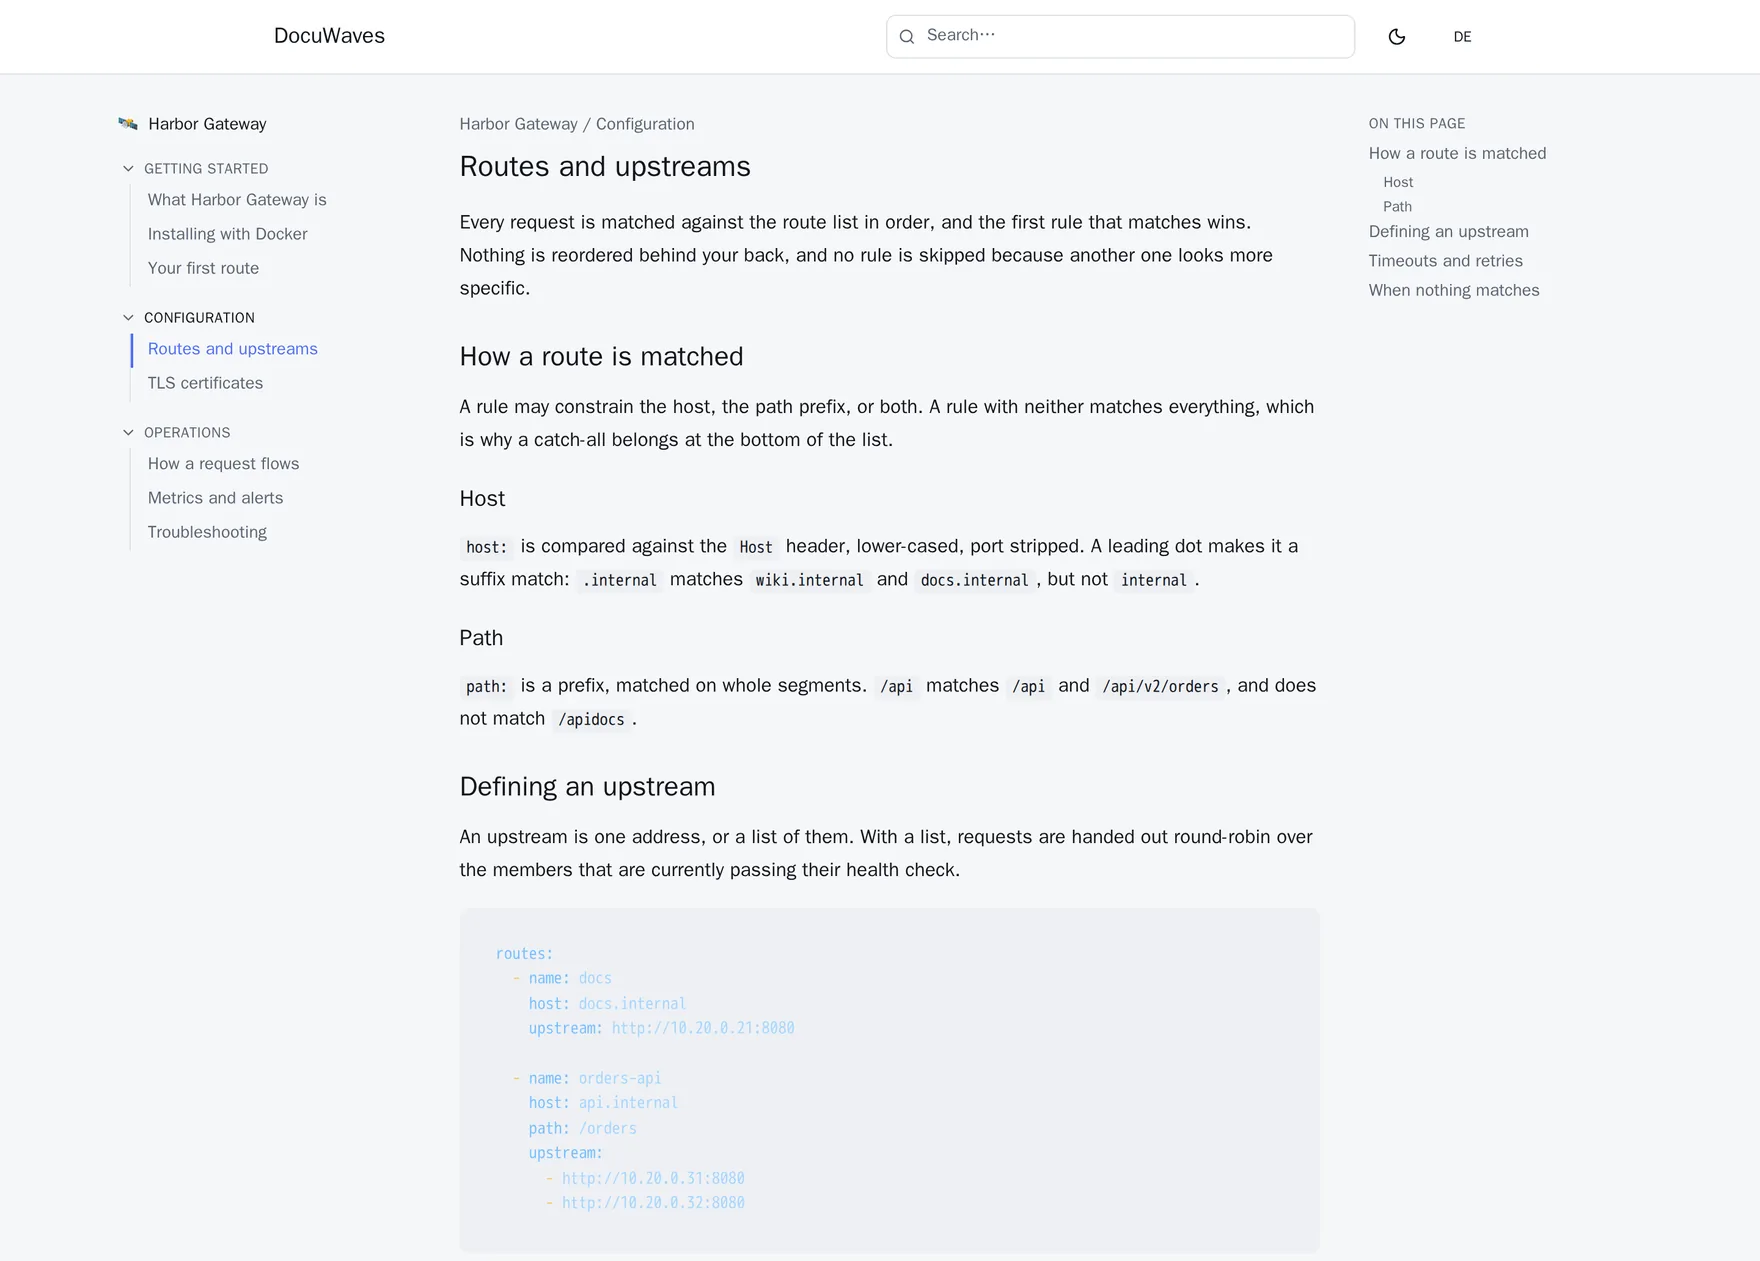 DocuWaves
Search…
DE
Harbor Gateway
GETTING STARTED
What Harbor Gateway is
Installing with Docker
Your first route
CONFIGURATION
Routes and upstreams
TLS certificates
OPERATIONS
How a request flows
Metrics and alerts
Troubleshooting
Harbor Gateway / Configuration
Routes and upstreams
Every request is matched against the route list in order, and the first rule that matches wins.
Nothing is reordered behind your back, and no rule is skipped because another one looks more
specific.
How a route is matched
A rule may constrain the host, the path prefix, or both. A rule with neither matches everything, which
is why a catch-all belongs at the bottom of the list.
Host
host: is compared against the Host header, lower-cased, port stripped. A leading dot makes it a
suffix match: .internal matches wiki.internal and docs.internal, but not internal.
Path
path: is a prefix, matched on whole segments. /api matches /api and /api/v2/orders, and does
not match /apidocs.
Defining an upstream
An upstream is one address, or a list of them. With a list, requests are handed out round-robin over
the members that are currently passing their health check.
routes:
  - name: docs
    host: docs.internal
    upstream: http://10.20.0.21:8080

  - name: orders-api
    host: api.internal
    path: /orders
    upstream:
      - http://10.20.0.31:8080
      - http://10.20.0.32:8080
ON THIS PAGE
How a route is matched
Host
Path
Defining an upstream
Timeouts and retries
When nothing matches